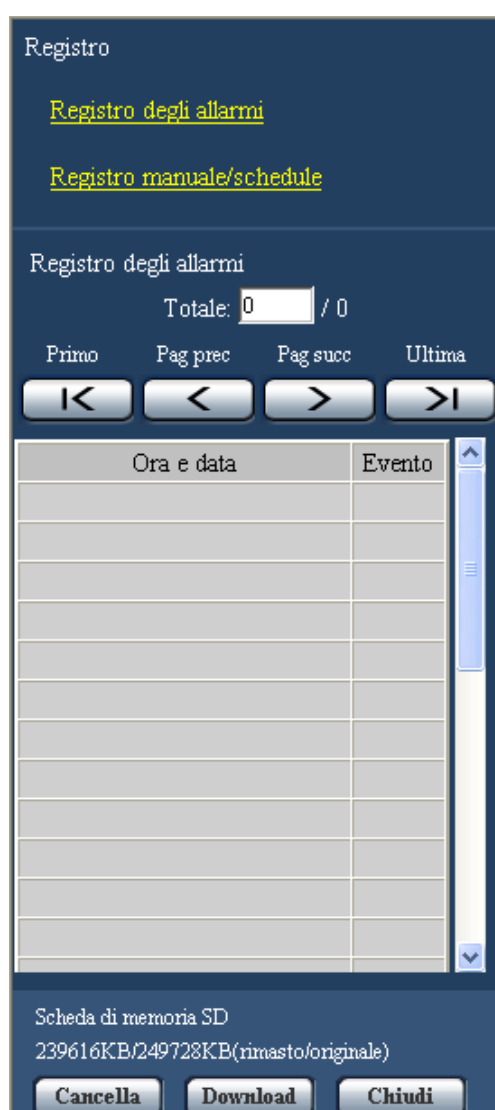 Registro
Registro degli allarmi
Registro manuale/schedule
Registro degli allarmi
Totale: 0 / 0
Primo Pag prec Pag succ Ultima
Ora e data Evento
Scheda di memoria SD
239616KB/249728KB(rimasto/originale)
Cancella Download Chiudi